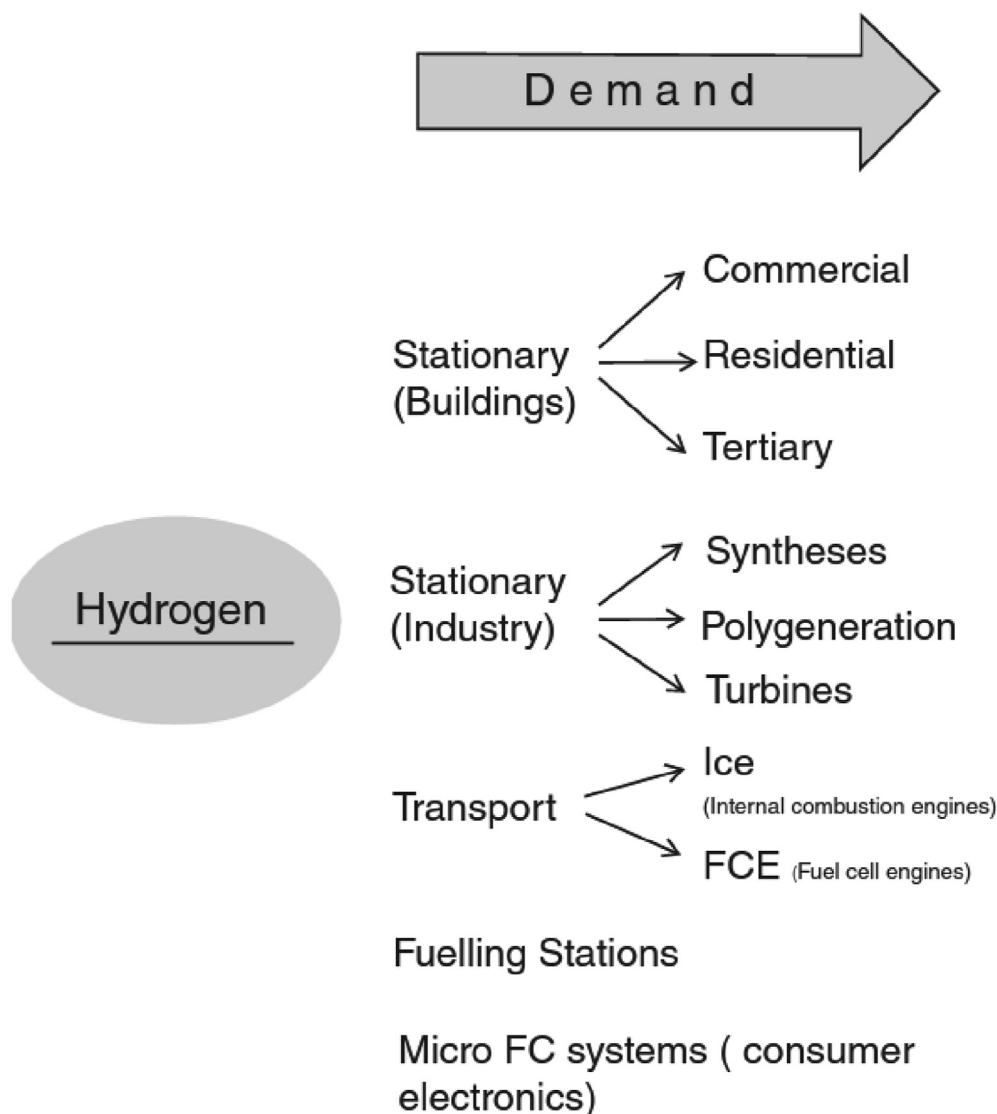 Demand
Commercial
Stationary
(Buildings)
Residential
Tertiary
Hydrogen
Stationary
(Industry)
Syntheses
Polygeneration
Turbines
Transport
Ice
(Internal combustion engines)
FCE (Fuel cell engines)
Fuelling Stations
Micro FC systems ( consumer
electronics)